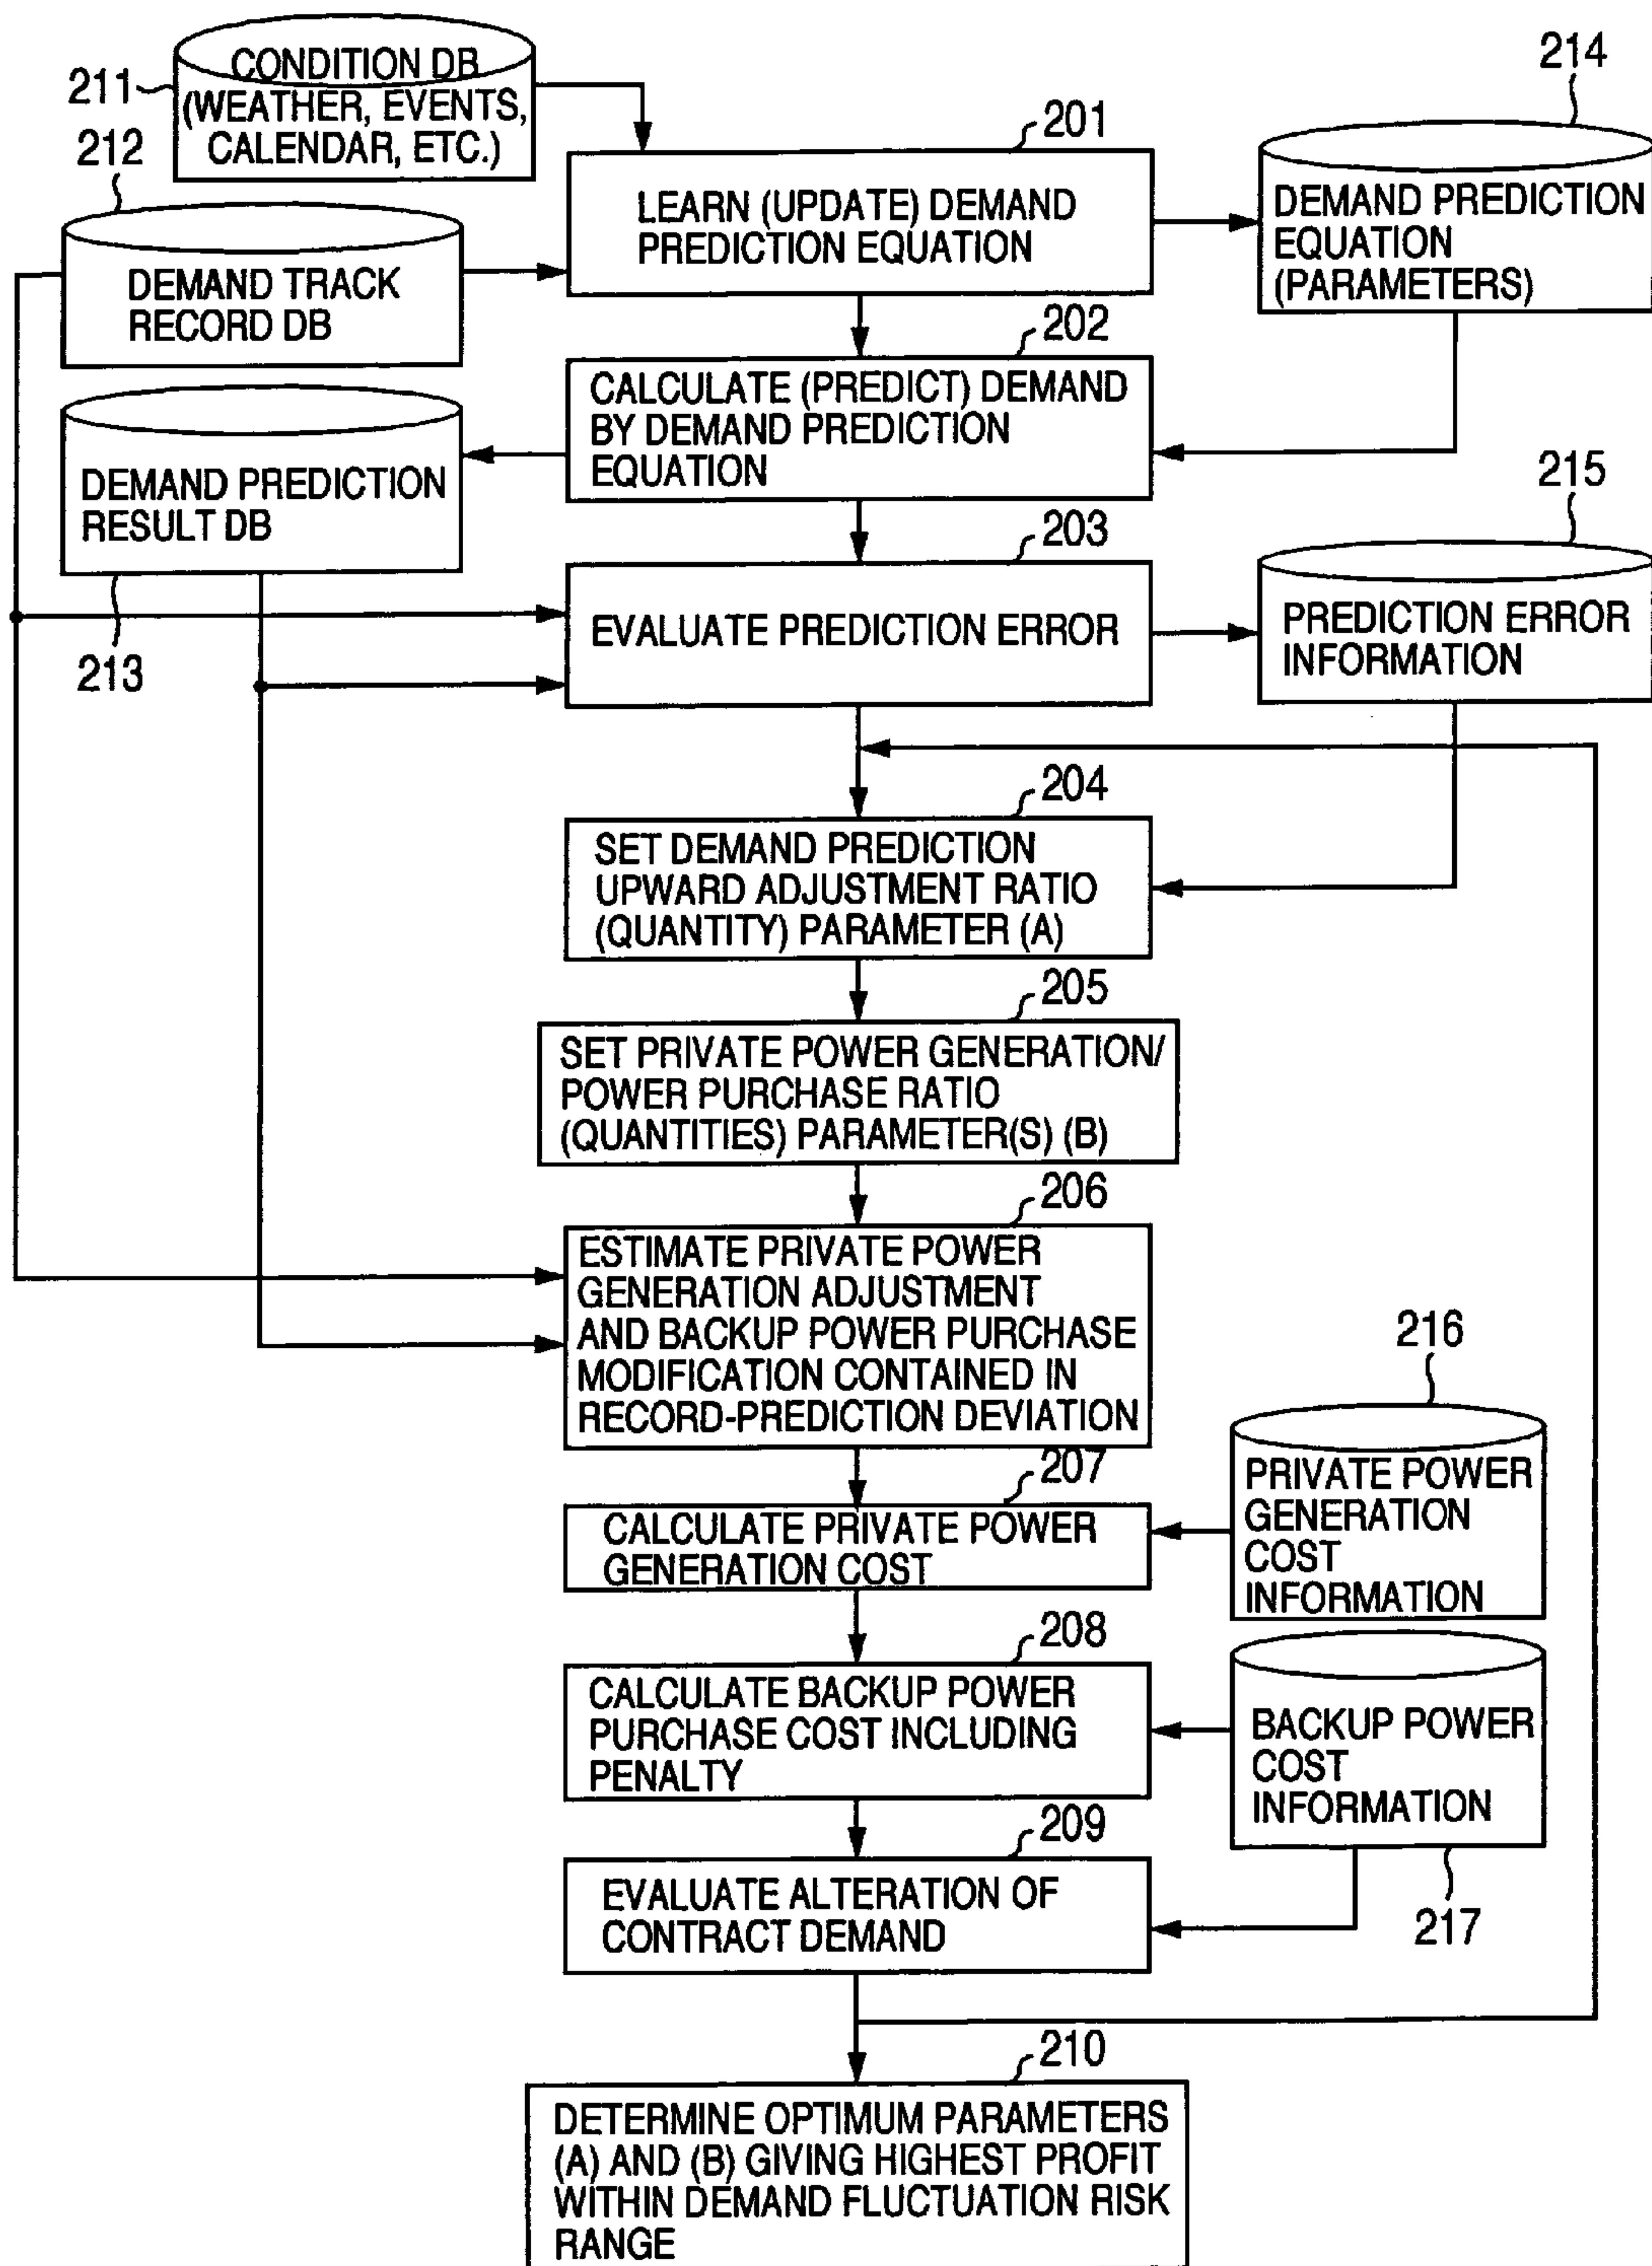 CONDITION DB
(WEATHER, EVENTS,
CALENDAR, ETC.)
211
212
DEMAND TRACK
RECORD DB
DEMAND PREDICTION
RESULT DB
213
201
LEARN (UPDATE) DEMAND
PREDICTION EQUATION
214
DEMAND PREDICTION
EQUATION
(PARAMETERS)
202
CALCULATE (PREDICT) DEMAND
BY DEMAND PREDICTION
EQUATION
203
EVALUATE PREDICTION ERROR
215
PREDICTION ERROR
INFORMATION
204
SET DEMAND PREDICTION
UPWARD ADJUSTMENT RATIO
(QUANTITY) PARAMETER (A)
205
SET PRIVATE POWER GENERATION/
POWER PURCHASE RATIO
(QUANTITIES) PARAMETER(S) (B)
206
ESTIMATE PRIVATE POWER
GENERATION ADJUSTMENT
AND BACKUP POWER PURCHASE
MODIFICATION CONTAINED IN
RECORD-PREDICTION DEVIATION
207
CALCULATE PRIVATE POWER
GENERATION COST
216
PRIVATE POWER
GENERATION
COST
INFORMATION
208
CALCULATE BACKUP POWER
PURCHASE COST INCLUDING
PENALTY
BACKUP POWER
COST
INFORMATION
217
209
EVALUATE ALTERATION OF
CONTRACT DEMAND
210
DETERMINE OPTIMUM PARAMETERS
(A) AND (B) GIVING HIGHEST PROFIT
WITHIN DEMAND FLUCTUATION RISK
RANGE